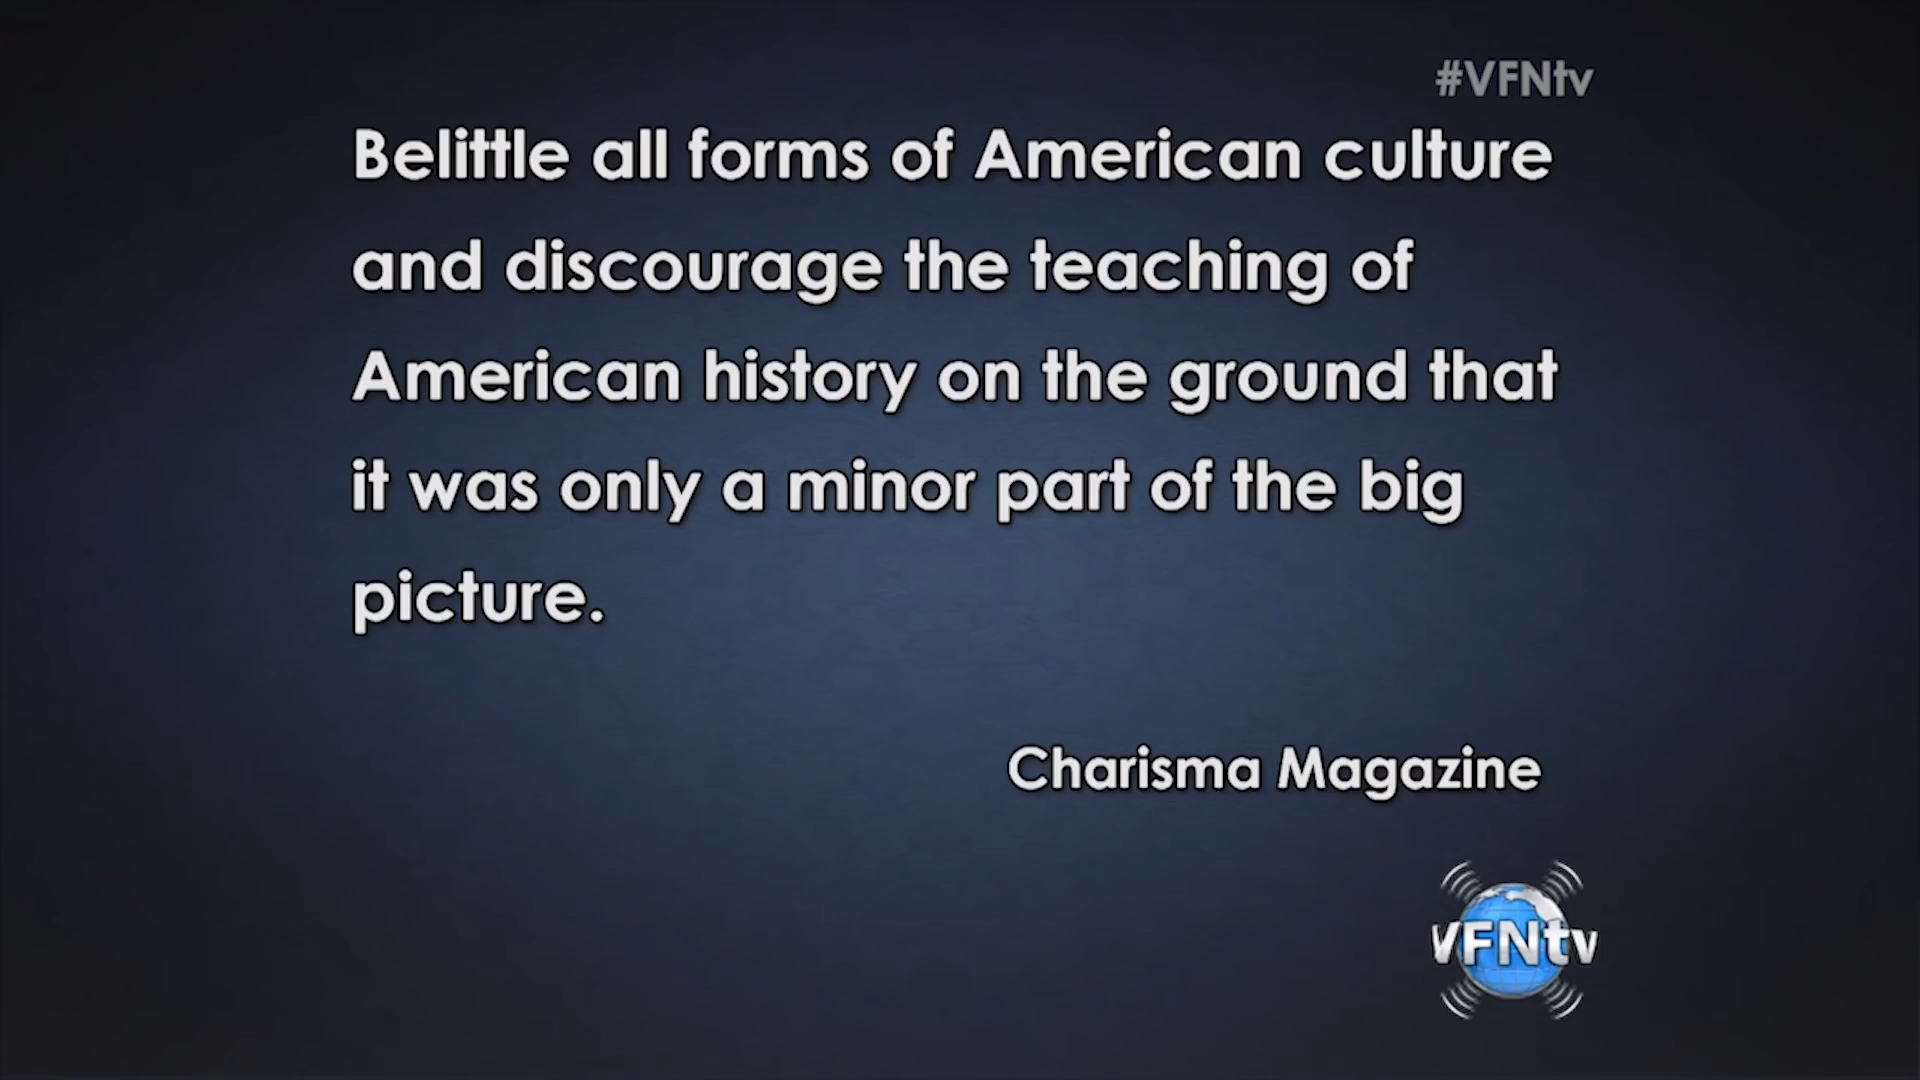 #VFNtv
Belittle all forms of American culture
and discourage the teaching of
American history on the ground that
it was only a minor part of the big
picture.
Charisma Magazine
VFNtv